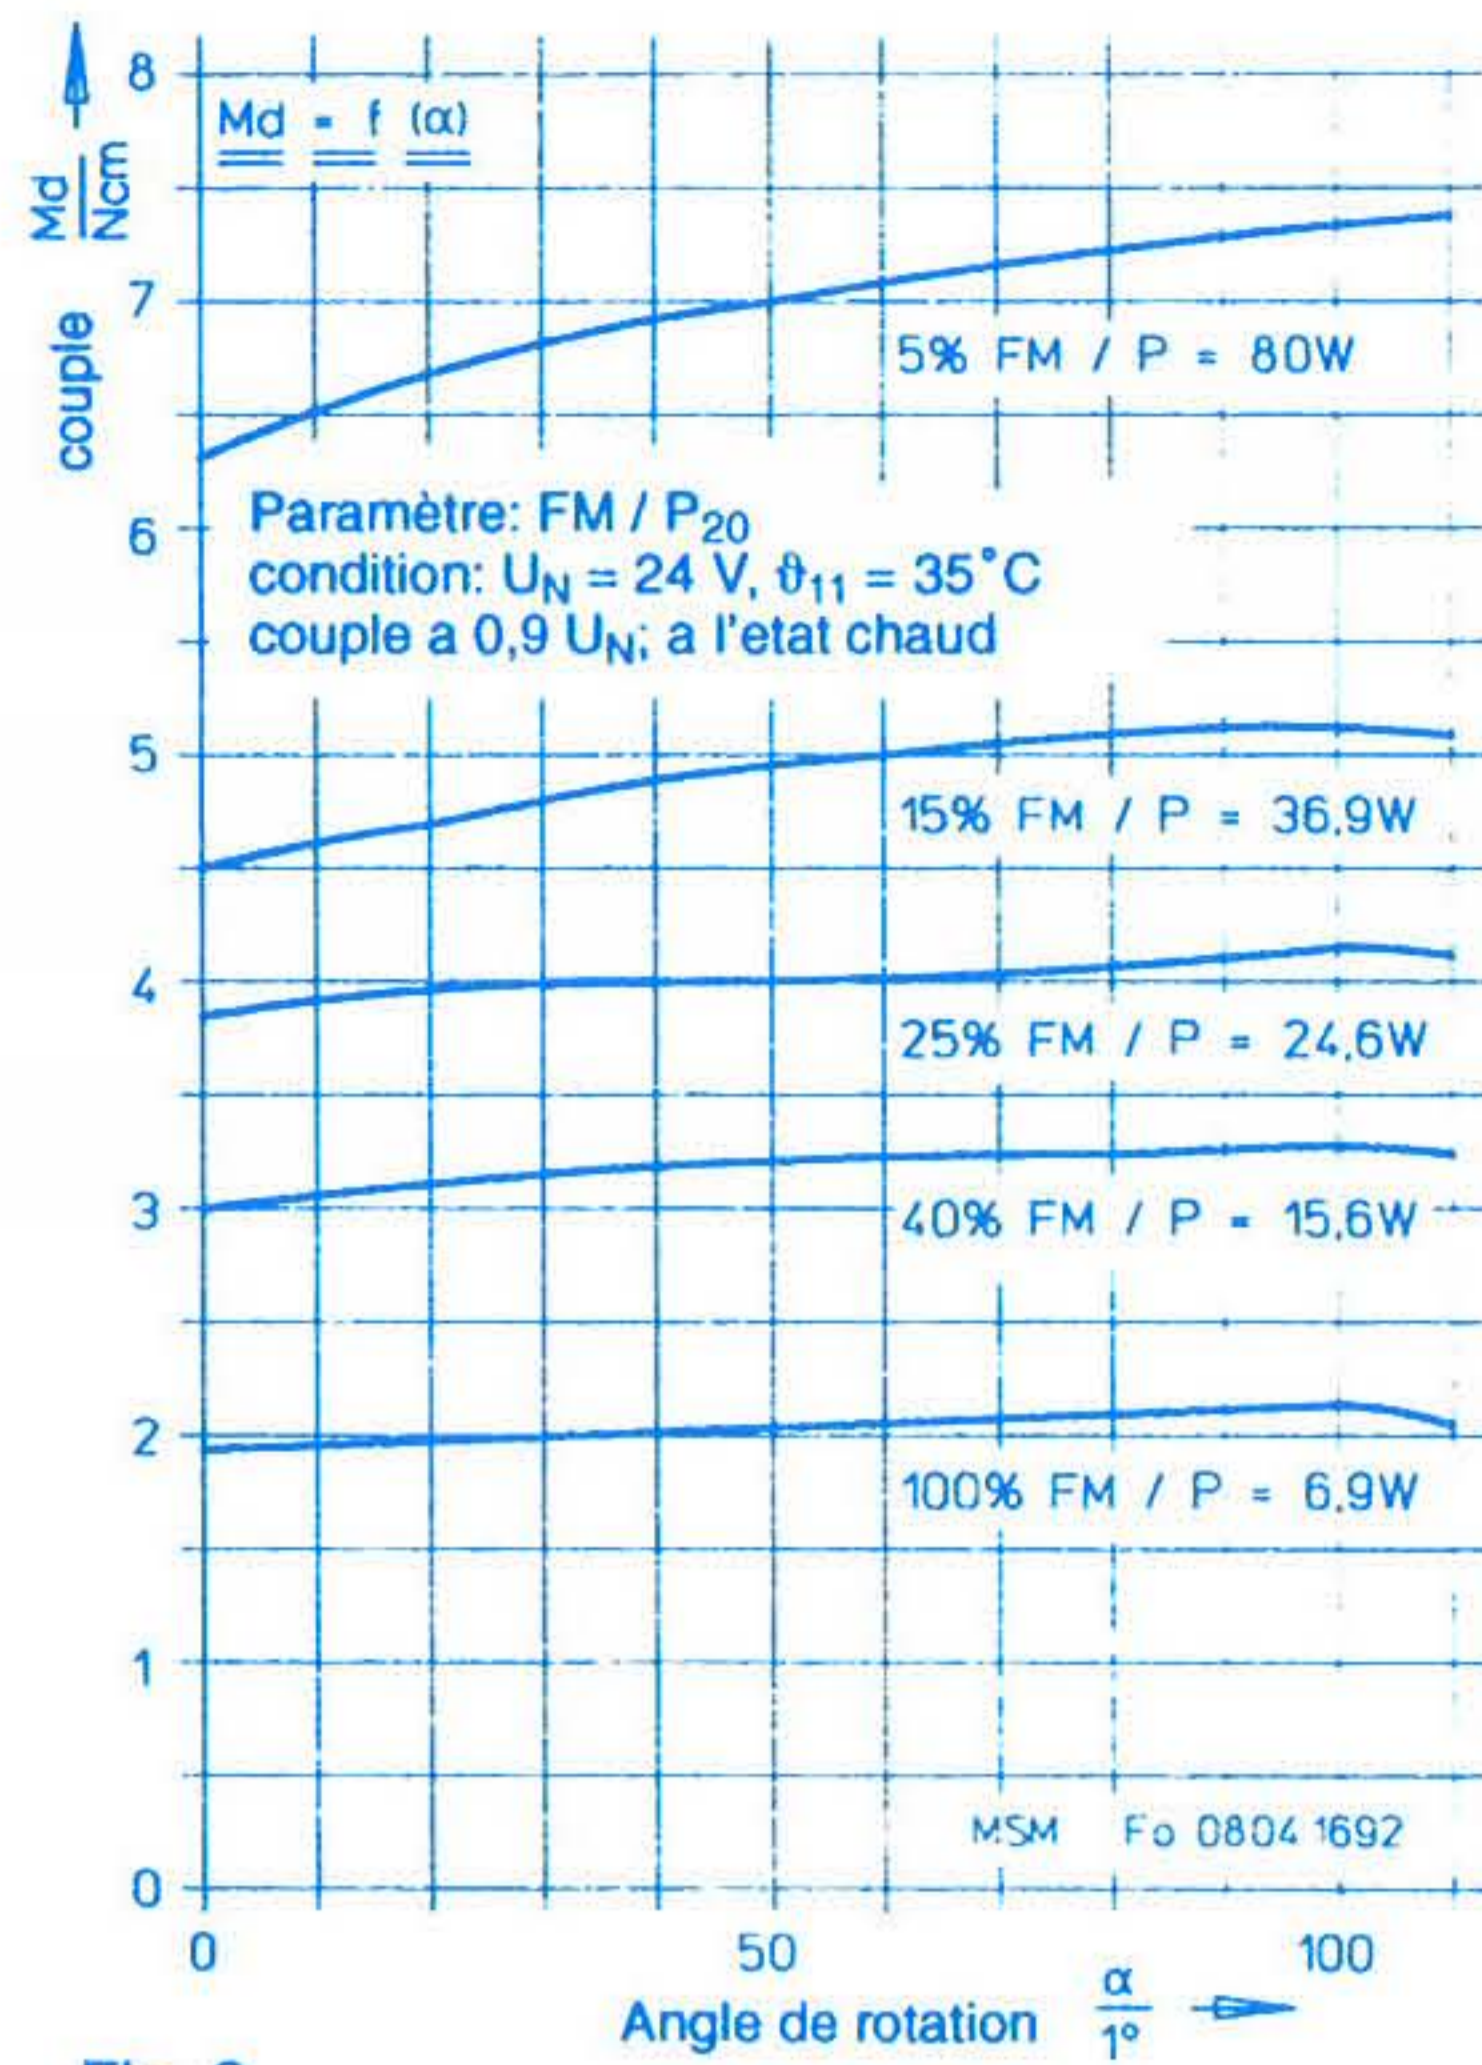 8
Md = f (α)
Md
Ncm
couple
7
5% FM / P = 80W
Paramètre: FM / P20
6
condition: UN = 24 V, ϑ11 = 35°C
couple a 0,9 UN; a l'etat chaud
5
15% FM / P = 36,9W
4
25% FM / P = 24,6W
3
40% FM / P = 15,6W
2
100% FM / P = 6,9W
1
MSM Fo 0804 1692
0
0 50 100
Angle de rotation α
1°